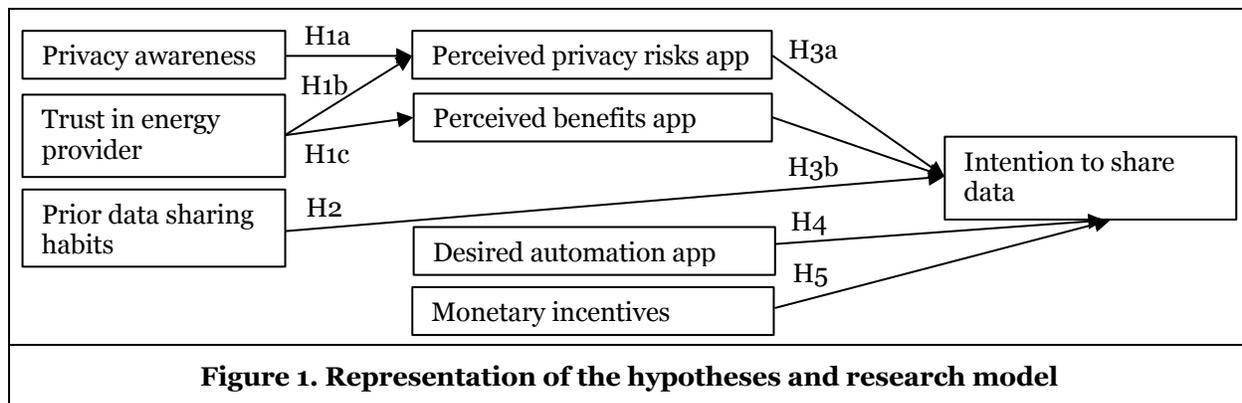 Privacy awareness
H1a
Perceived privacy risks app
H3a
H1b
Trust in energy
provider
Perceived benefits app
H1c
H3b
Intention to share
data
Prior data sharing
habits
H2
Desired automation app
H4
H5
Monetary incentives
Figure 1. Representation of the hypotheses and research model